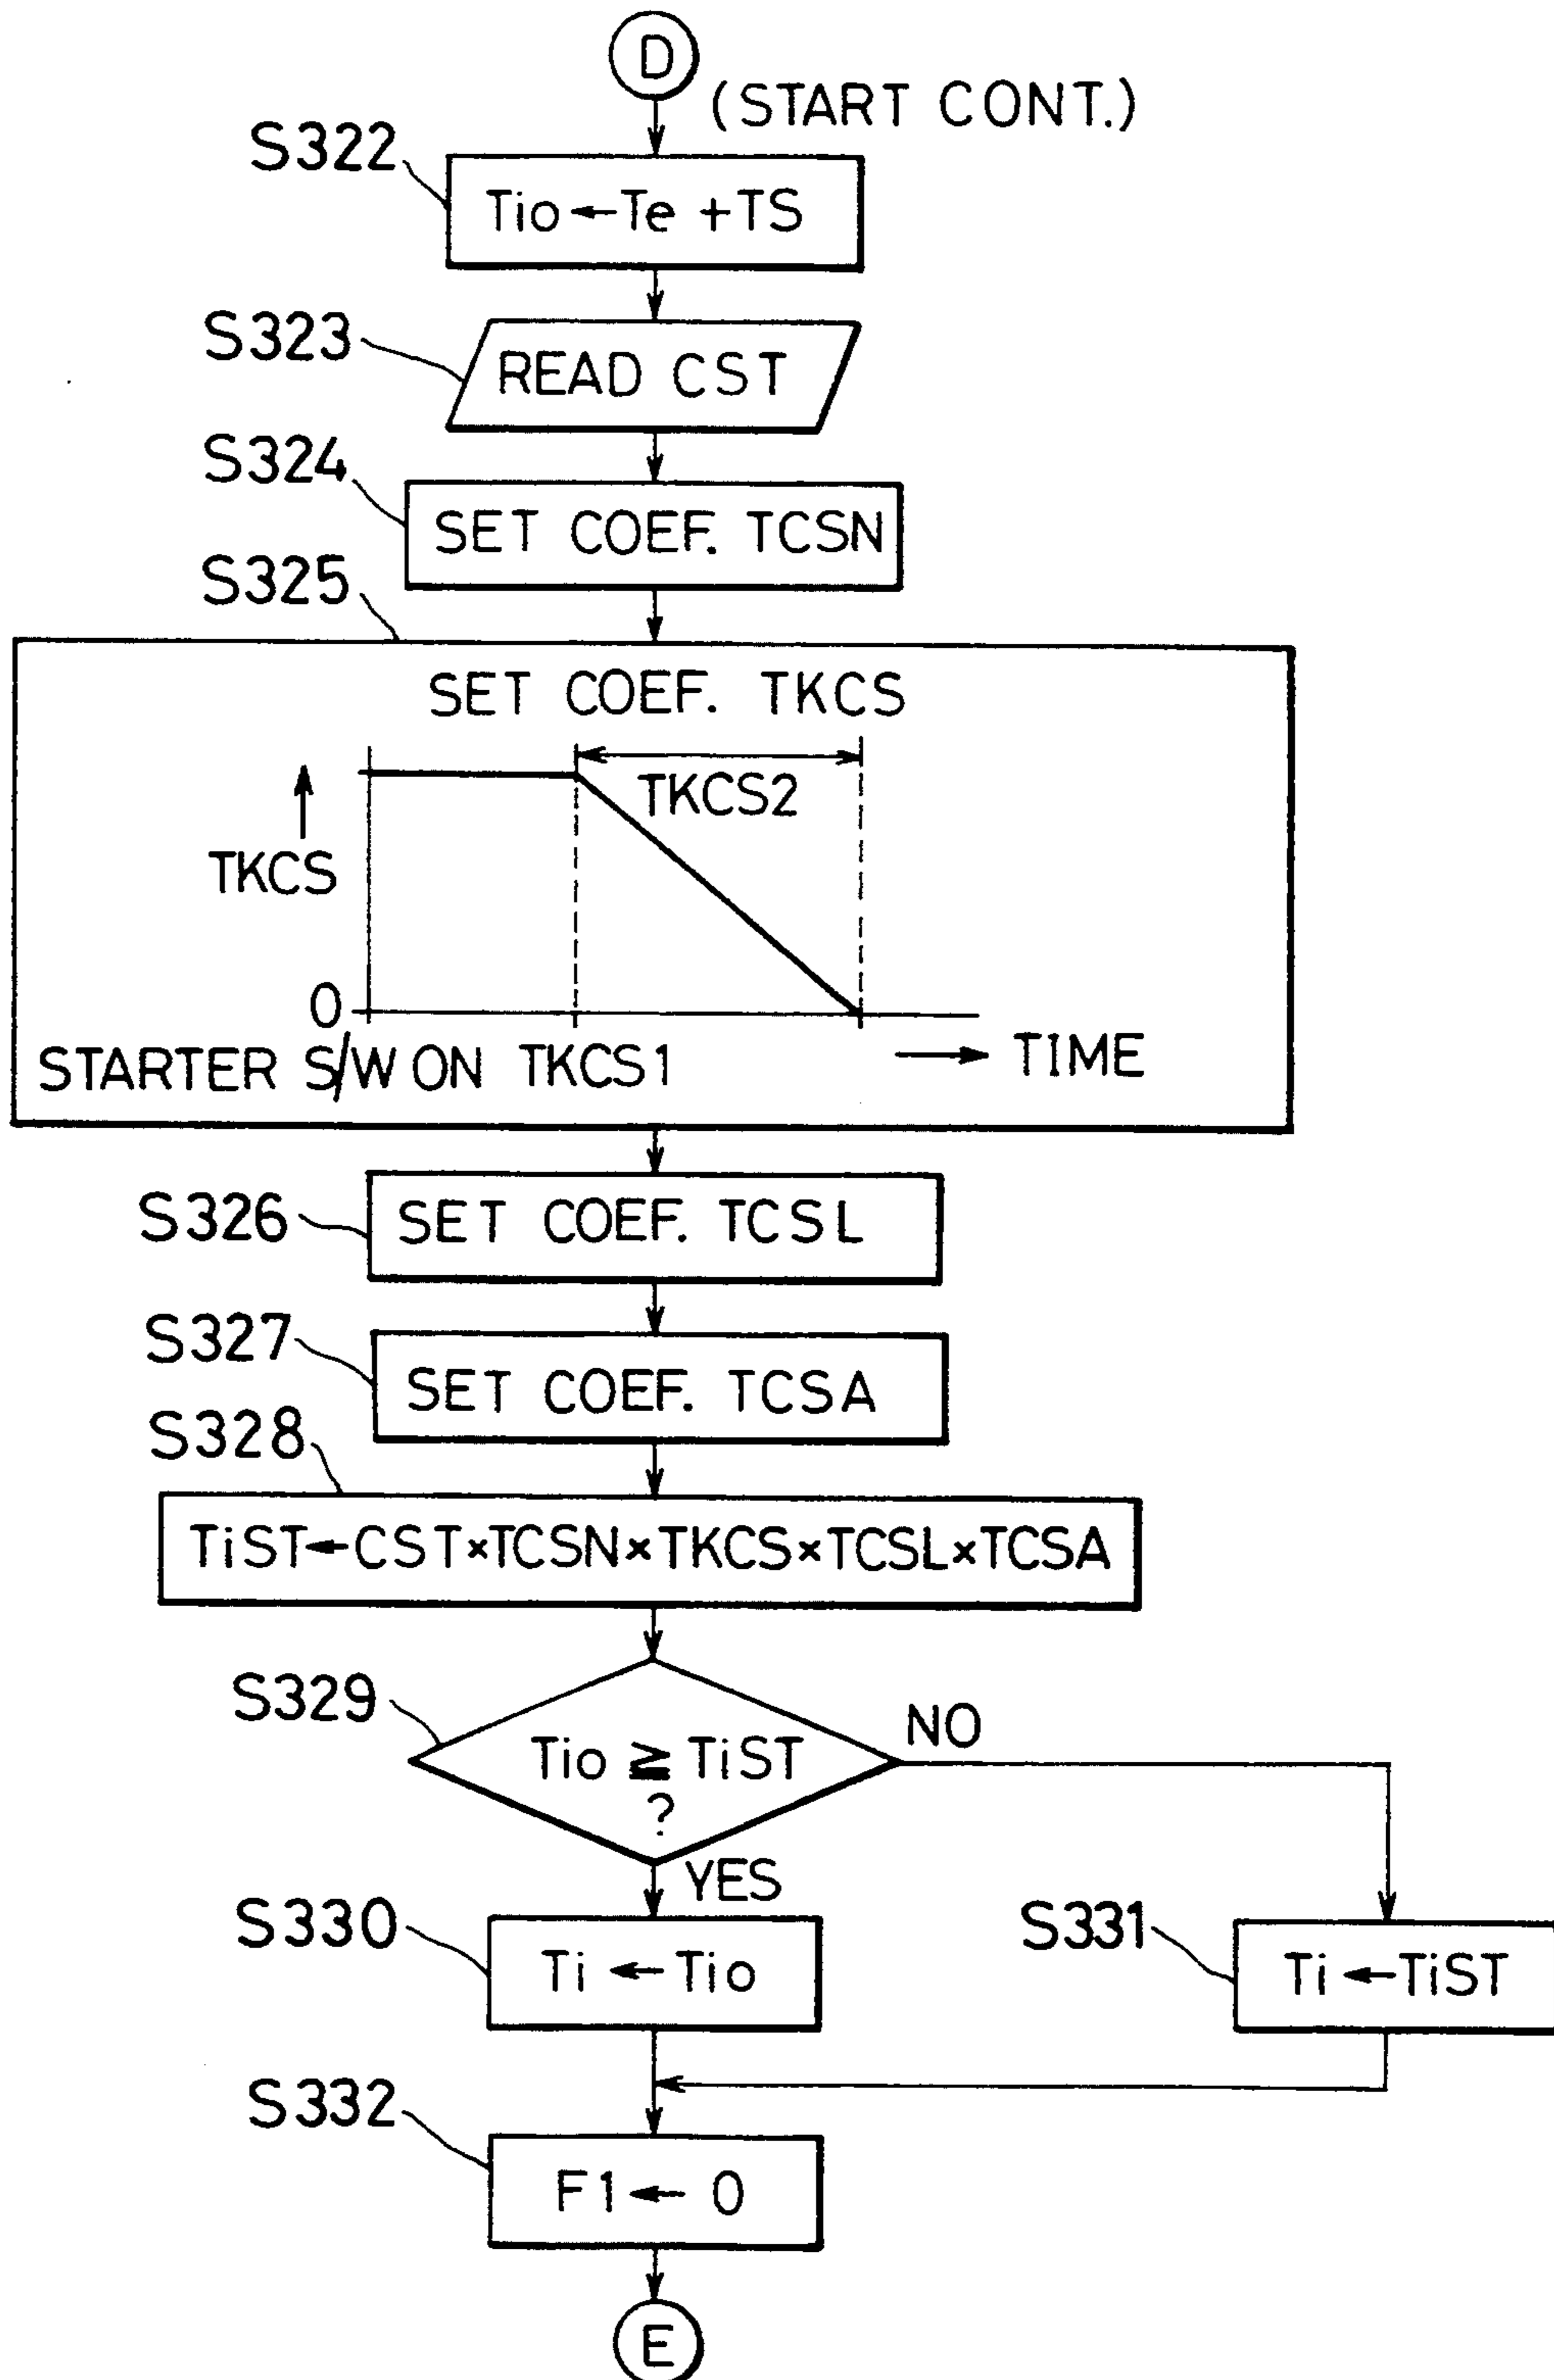 D
(START CONT.)
S322
Tio ← Te + TS
S323
READ CST
S324
SET COEF. TCSN
S325
SET COEF. TKCS
TKCS2
TKCS
0
STARTER S/W ON TKCS1 → TIME
S326
SET COEF. TCSL
S327
SET COEF. TCSA
S328
TiST←CST×TCSN×TKCS×TCSL×TCSA
S329
Tio ≧ TiST
?
NO
YES
S330
Ti ← Tio
S331
Ti ← TiST
S332
F1 ← 0
E